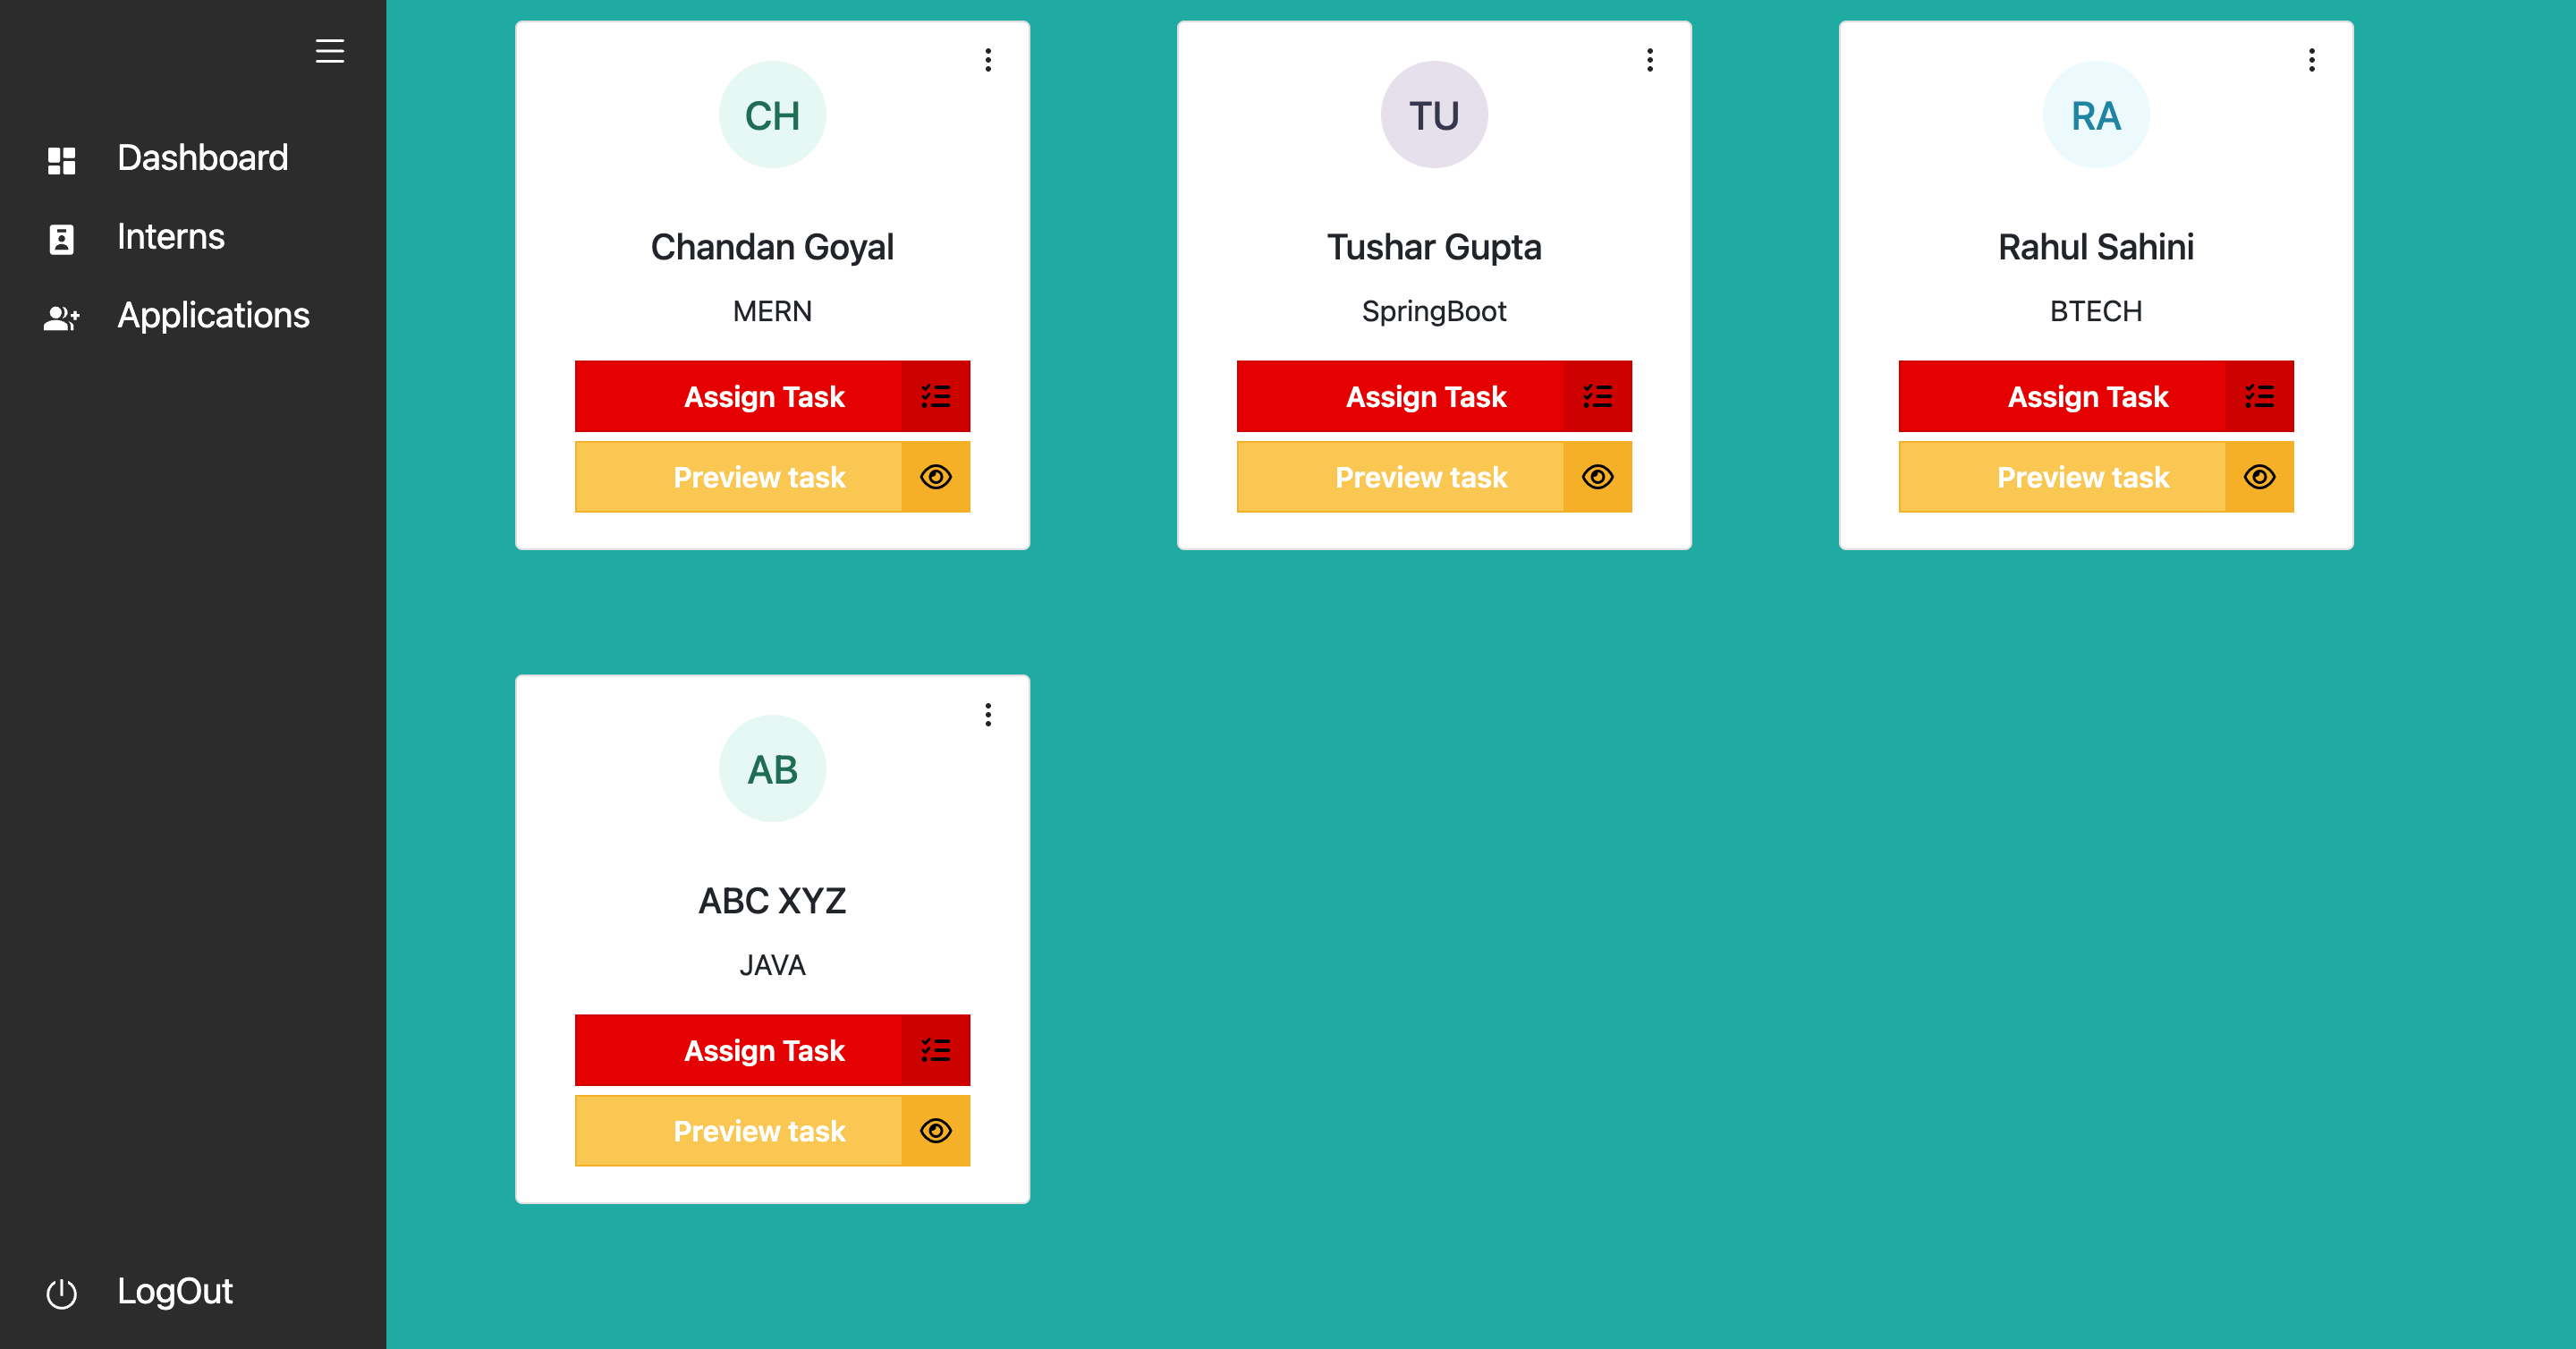 Dashboard
Interns
Applications
LogOut
CH
Chandan Goyal
MERN
Assign Task
Preview task
TU
Tushar Gupta
SpringBoot
Assign Task
Preview task
RA
Rahul Sahini
BTECH
Assign Task
Preview task
AB
ABC XYZ
JAVA
Assign Task
Preview task